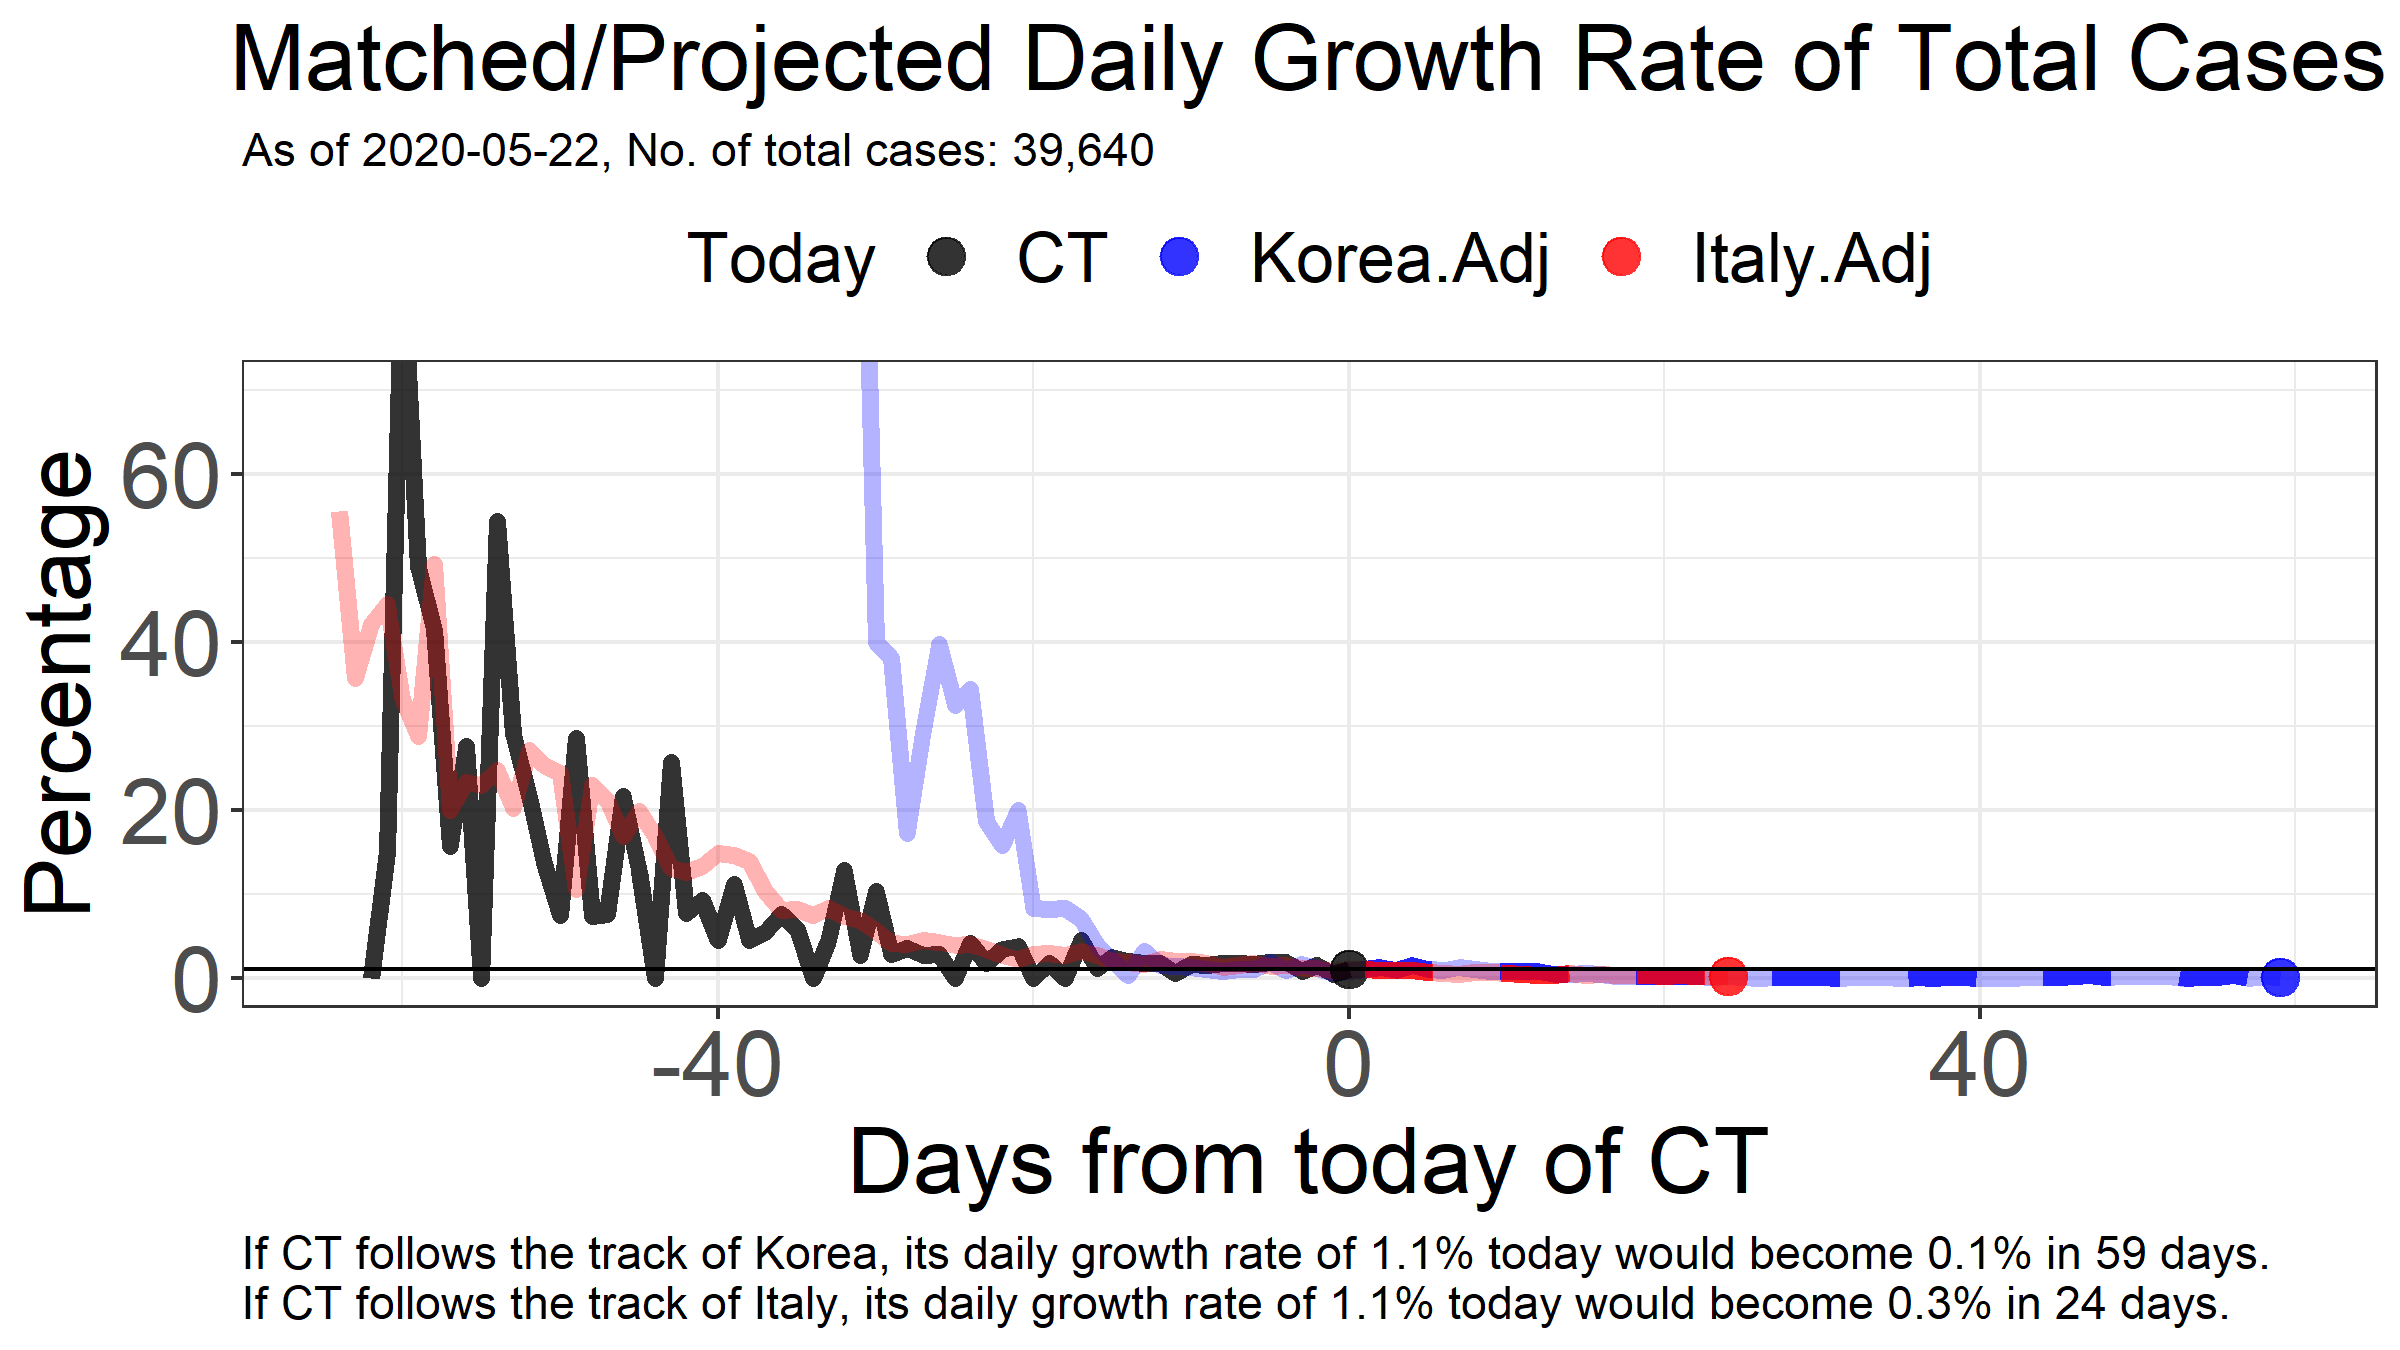 Matched/Projected Daily Growth Rate of Total Cases
As of 2020-05-22, No. of total cases: 39,640
Today CT Korea.Adj Italy.Adj
Percentage
60
40
20
0
-40 0 40
Days from today of CT
If CT follows the track of Korea, its daily growth rate of 1.1% today would become 0.1% in 59 days.
If CT follows the track of Italy, its daily growth rate of 1.1% today would become 0.3% in 24 days.